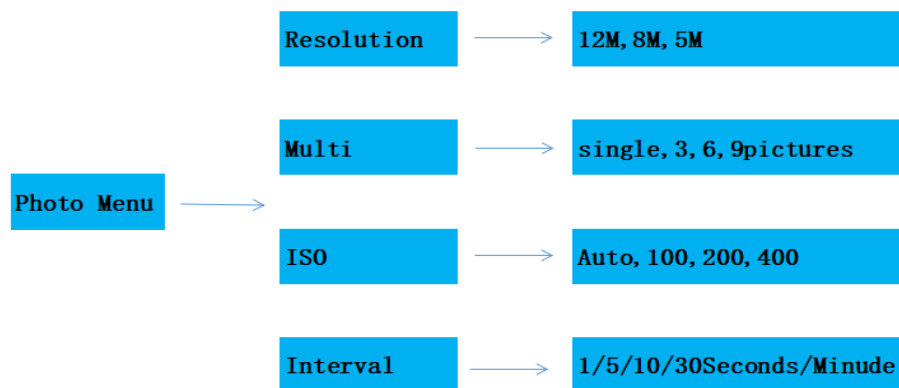 Resolution
12M,8M,5M
Multi
single,3,6,9pictures
Photo Menu
ISO
Auto,100,200,400
Interval
1/5/10/30Seconds/Minude